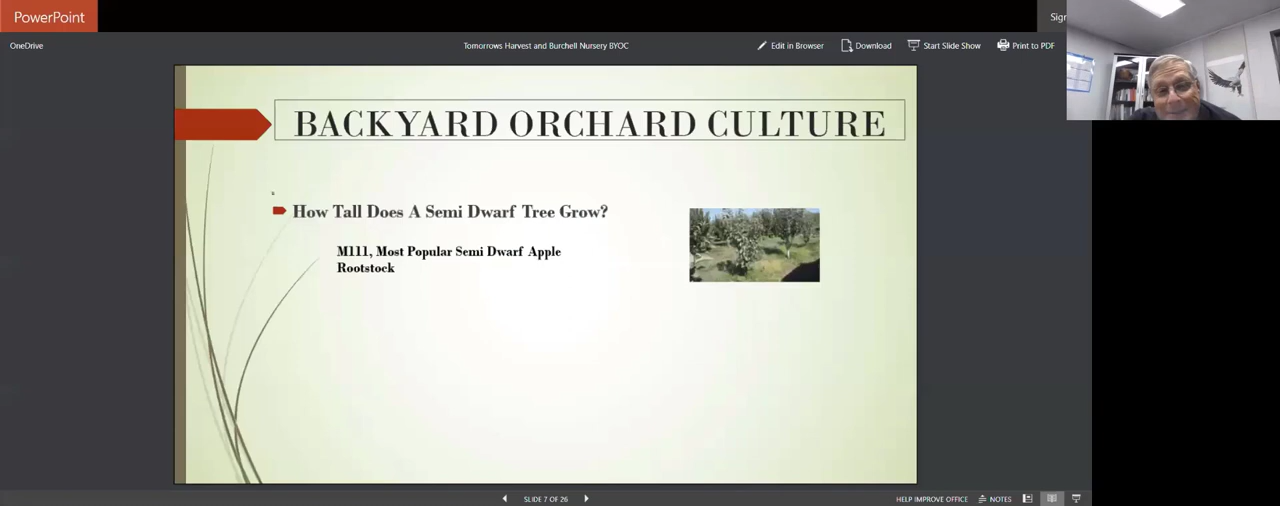 PowerPoint
Sign
OneDrive
Tomorrows Harvest and Burchell Nursery BYOC
Edit in Browser
Download
Start Slide Show
Print to PDF
BACKYARD ORCHARD CULTURE
How Tall Does A Semi Dwarf Tree Grow?
M111, Most Popular Semi Dwarf Apple
Rootstock
SLIDE 7 OF 26
HELP IMPROVE OFFICE
NOTES